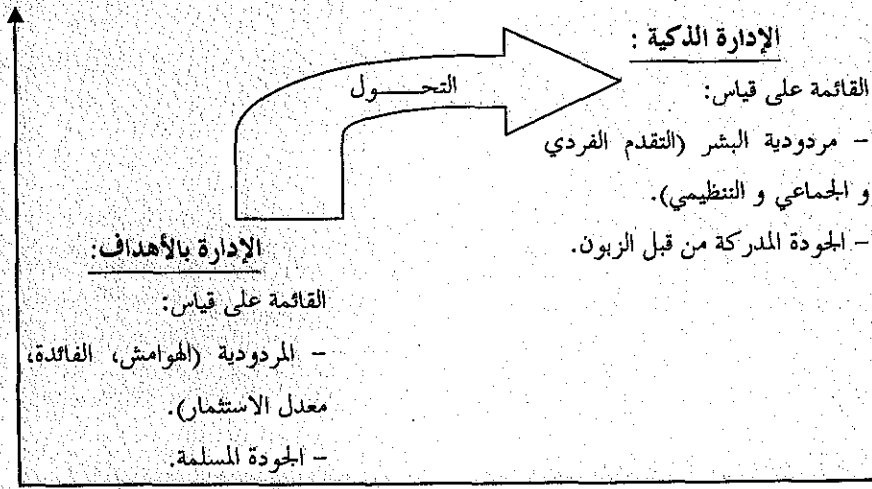 الإدارة الذكية :
القائمة على قياس:
– مردودية البشر (التقدم الفردي
و الجماعي و التنظيمي).
– الجودة المدركة من قبل الزبون.
التحـــــول
الإدارة بالأهداف:
القائمة على قياس:
– المردودية (الهوامش، الفائدة،
معدل الاستثمار).
– الجودة المسلمة.